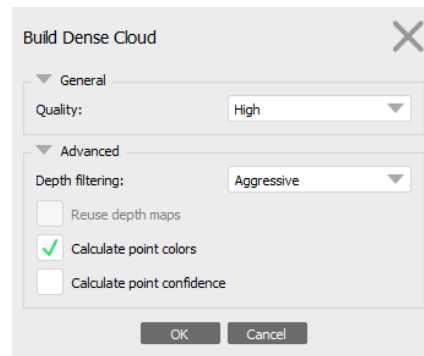 Build Dense Cloud
General
Quality: High
Advanced
Depth filtering: Aggressive
Reuse depth maps
Calculate point colors
Calculate point confidence
OK Cancel